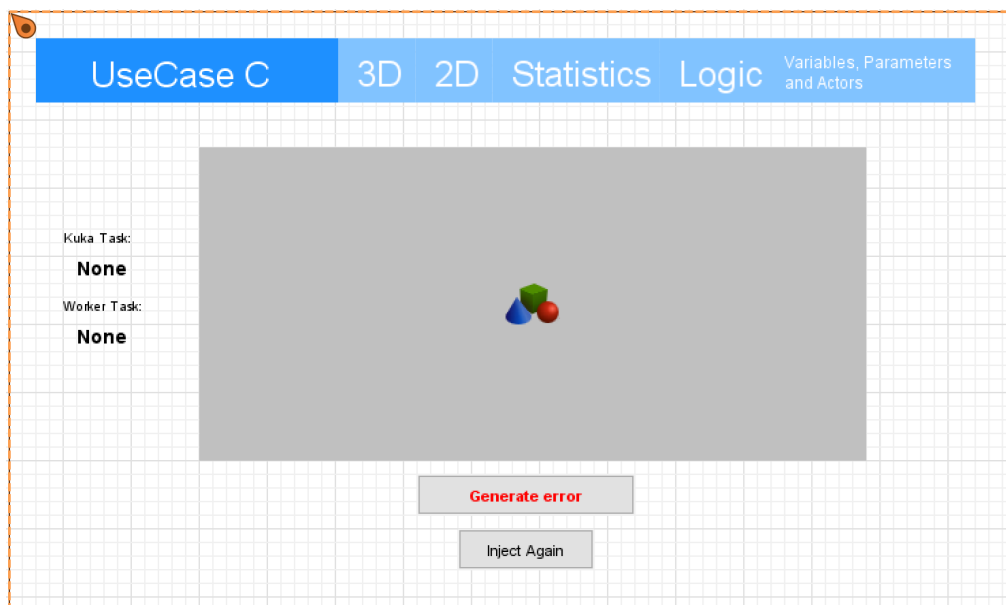 UseCase C
3D
2D
Statistics
Logic
Variables, Parameters
and Actors
Kuka Task:
None
Worker Task:
None
Generate error
Inject Again